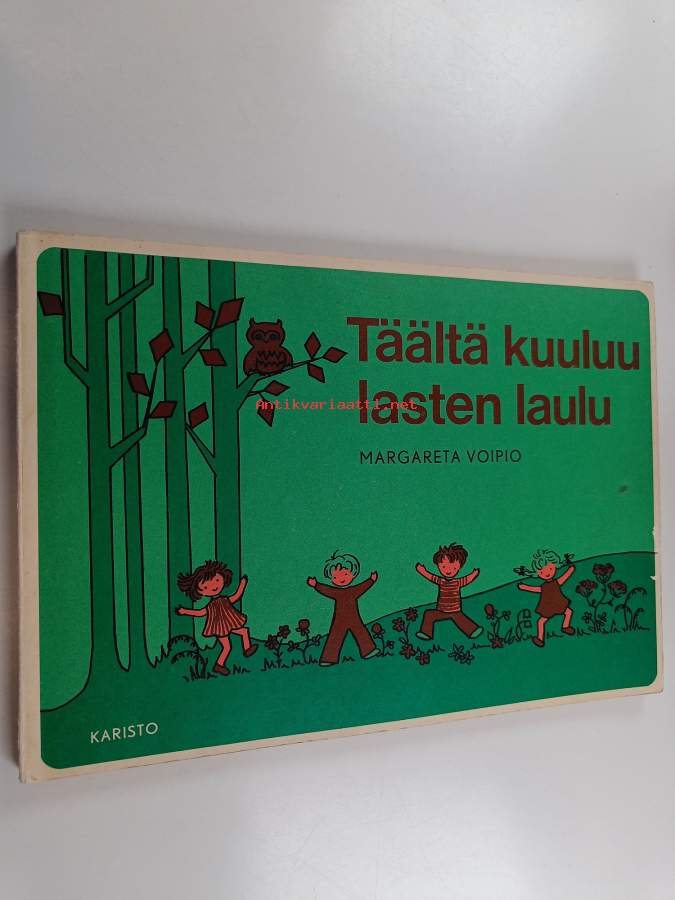 Täältä kuuluu
lasten laulu
Antikvariaatti.net
MARGARETA VOIPIO
KARISTO